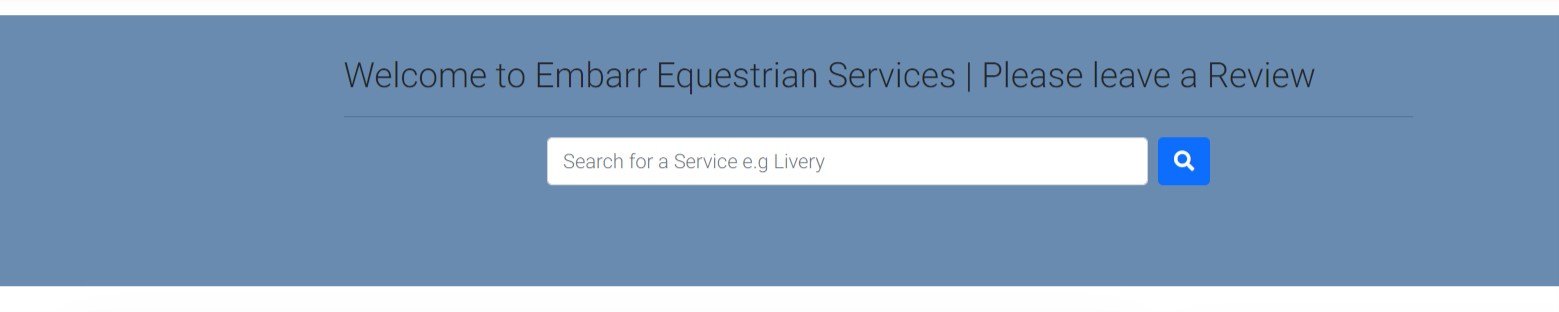 Welcome to Embarr Equestrian Services | Please leave a Review
Search for a Service e.g Livery